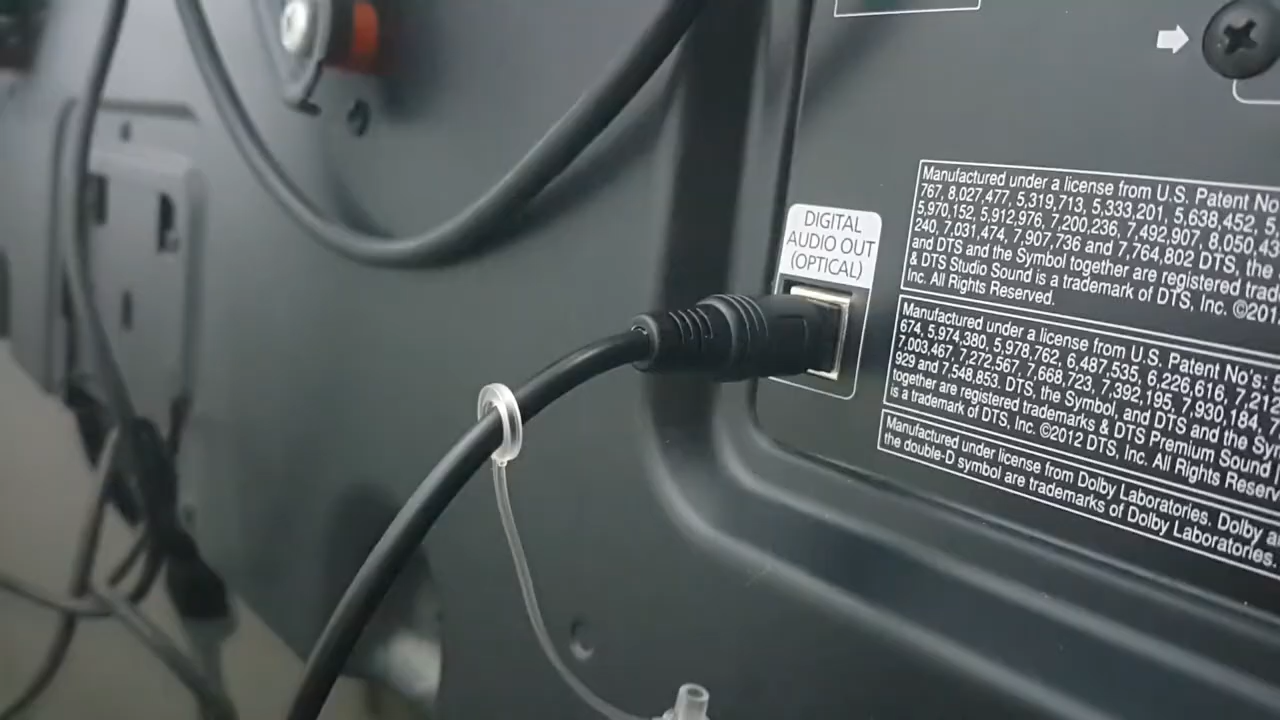 DIGITAL
AUDIO OUT
(OPTICAL)
Manufactured under a license from U.S. Patent No
767, 8,027,477, 5,319,713, 5,333,201, 5,638,452, 5,
5,970,152, 5,912,976, 7,200,236, 7,492,907, 8,050,43
240, 7,031,474, 7,907,736 and 7,764,802 DTS, the
and DTS and the Symbol together are registered trad
& DTS Studio Sound is a trademark of DTS, Inc. ©201
Inc. All Rights Reserved.
Manufactured under a license from U.S. Patent No's:
674, 5,974,380, 5,978,762, 6,487,535, 6,226,616, 7,212
7,003,467, 7,272,567, 7,668,723, 7,392,195, 7,930,184, 7
929 and 7,548,853. DTS, the Symbol, and DTS and the Sy
together are registered trademarks & DTS Premium Sound
is a trademark of DTS, Inc. ©2012 DTS, Inc. All Rights Reser
Manufactured under license from Dolby Laboratories. Dolby a
the double-D symbol are trademarks of Dolby Laboratories.